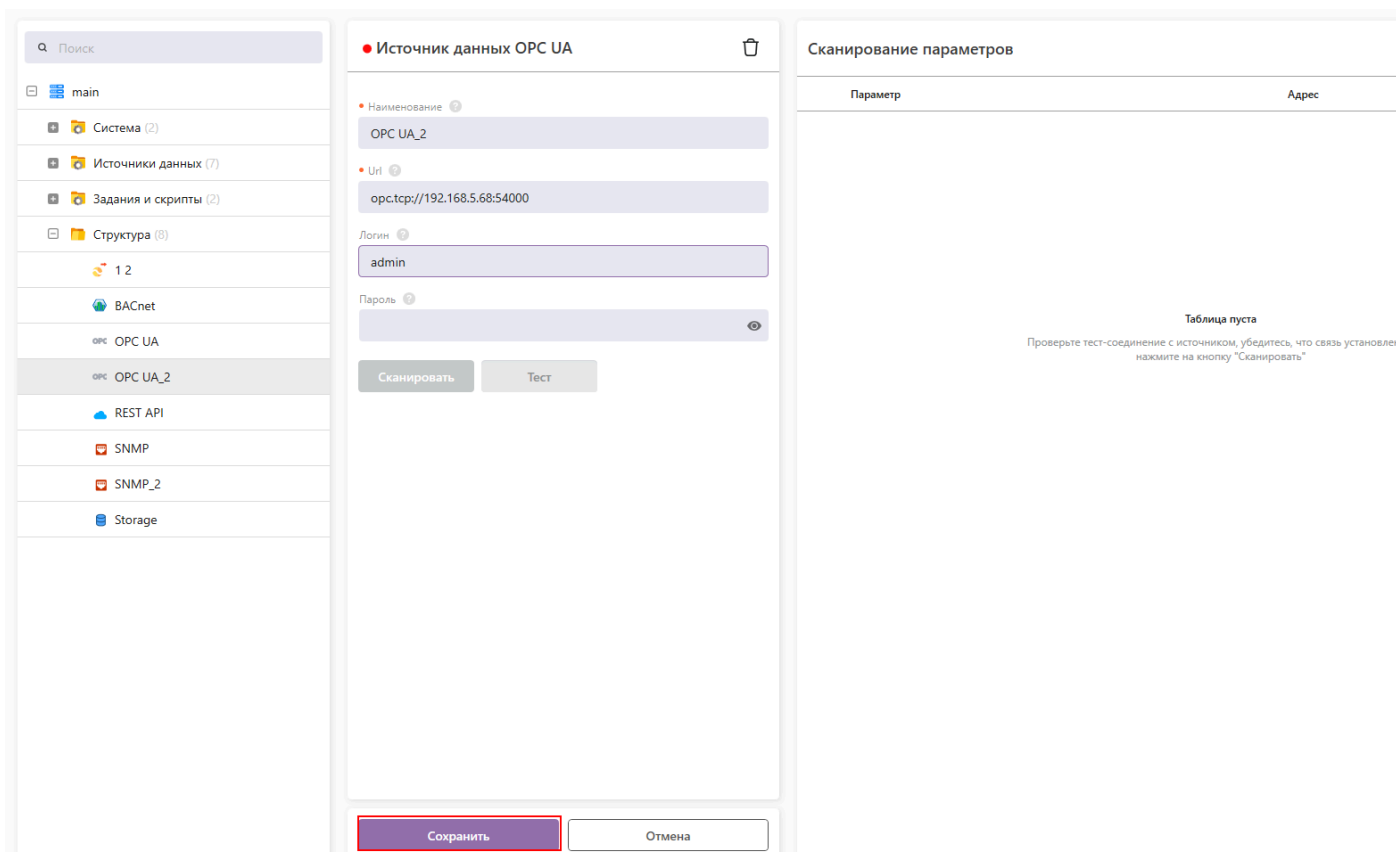 Поиск
main
Система (2)
Источники данных (7)
Задания и скрипты (2)
Структура (8)
1 2
BACnet
OPC OPC UA
OPC OPC UA_2
REST API
SNMP
SNMP_2
Storage
Источник данных OPC UA
Наименование ?
OPC UA_2
Url ?
opc.tcp://192.168.5.68:54000
Логин ?
admin
Пароль ?
Сканировать Тест
Сохранить Отмена
Сканирование параметров
Параметр Адрес
Таблица пуста
Проверьте тест-соединение с источником, убедитесь, что связь
нажмите на кнопку "Сканировать"